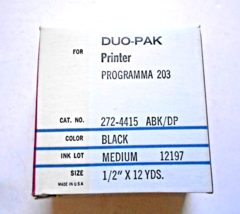 DUO-PAK
FOR Printer
PROGRAMMA 203
CAT. NO. 272-4415 ABK/DP
COLOR BLACK
INK LOT MEDIUM 12197
SIZE 1/2" X 12 YDS.
MADE IN U.S.A.